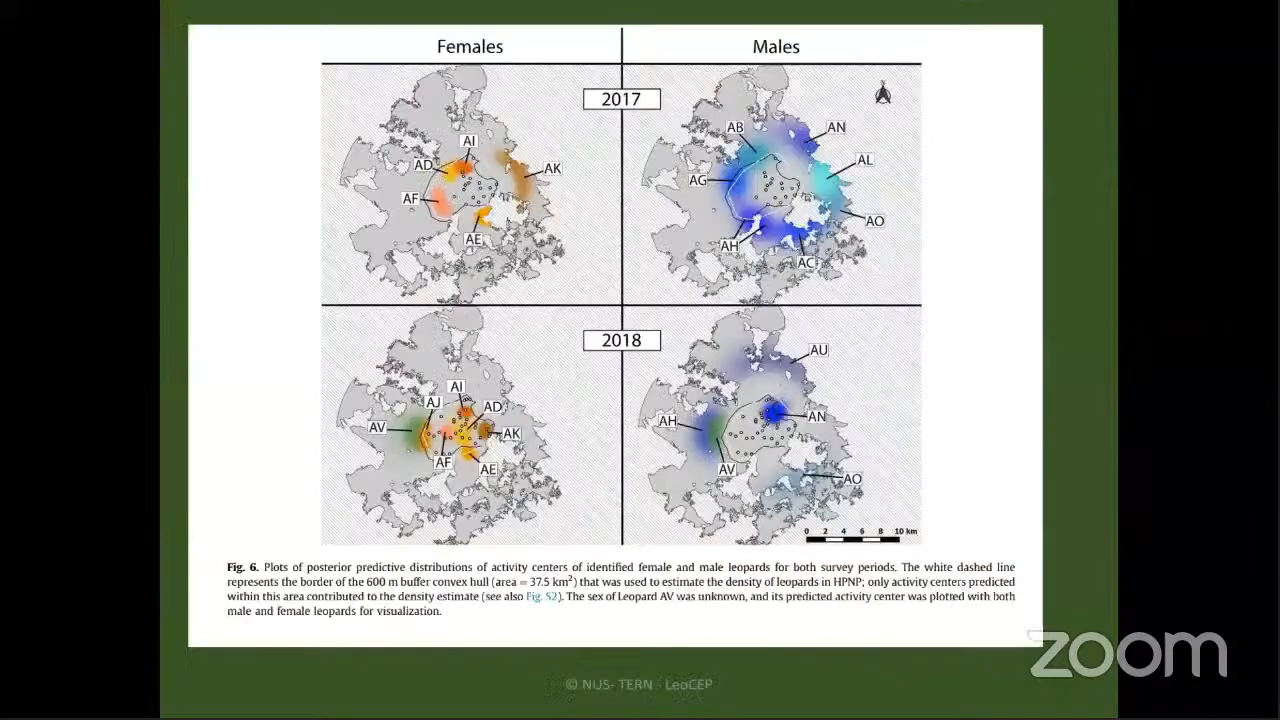 Females
Males
2017
AI
AD
AK
AF
AE
AB
AN
AL
AG
AO
AH
AC
2018
AI
AJ
AD
AV
AK
AF
AE
AU
AN
AH
AV
AO
0 2 4 6 8 10 km
Fig. 6. Plots of posterior predictive distributions of activity centers of identified female and male leopards for both survey periods. The white dashed line
represents the border of the 600 m buffer convex hull (area = 37.5 km²) that was used to estimate the density of leopards in HPNP; only activity centers predicted
within this area contributed to the density estimate (see also Fig. S2). The sex of Leopard AV was unknown, and its predicted activity center was plotted with both
male and female leopards for visualization.
© NUS- TERN - LeoCEP
zoom